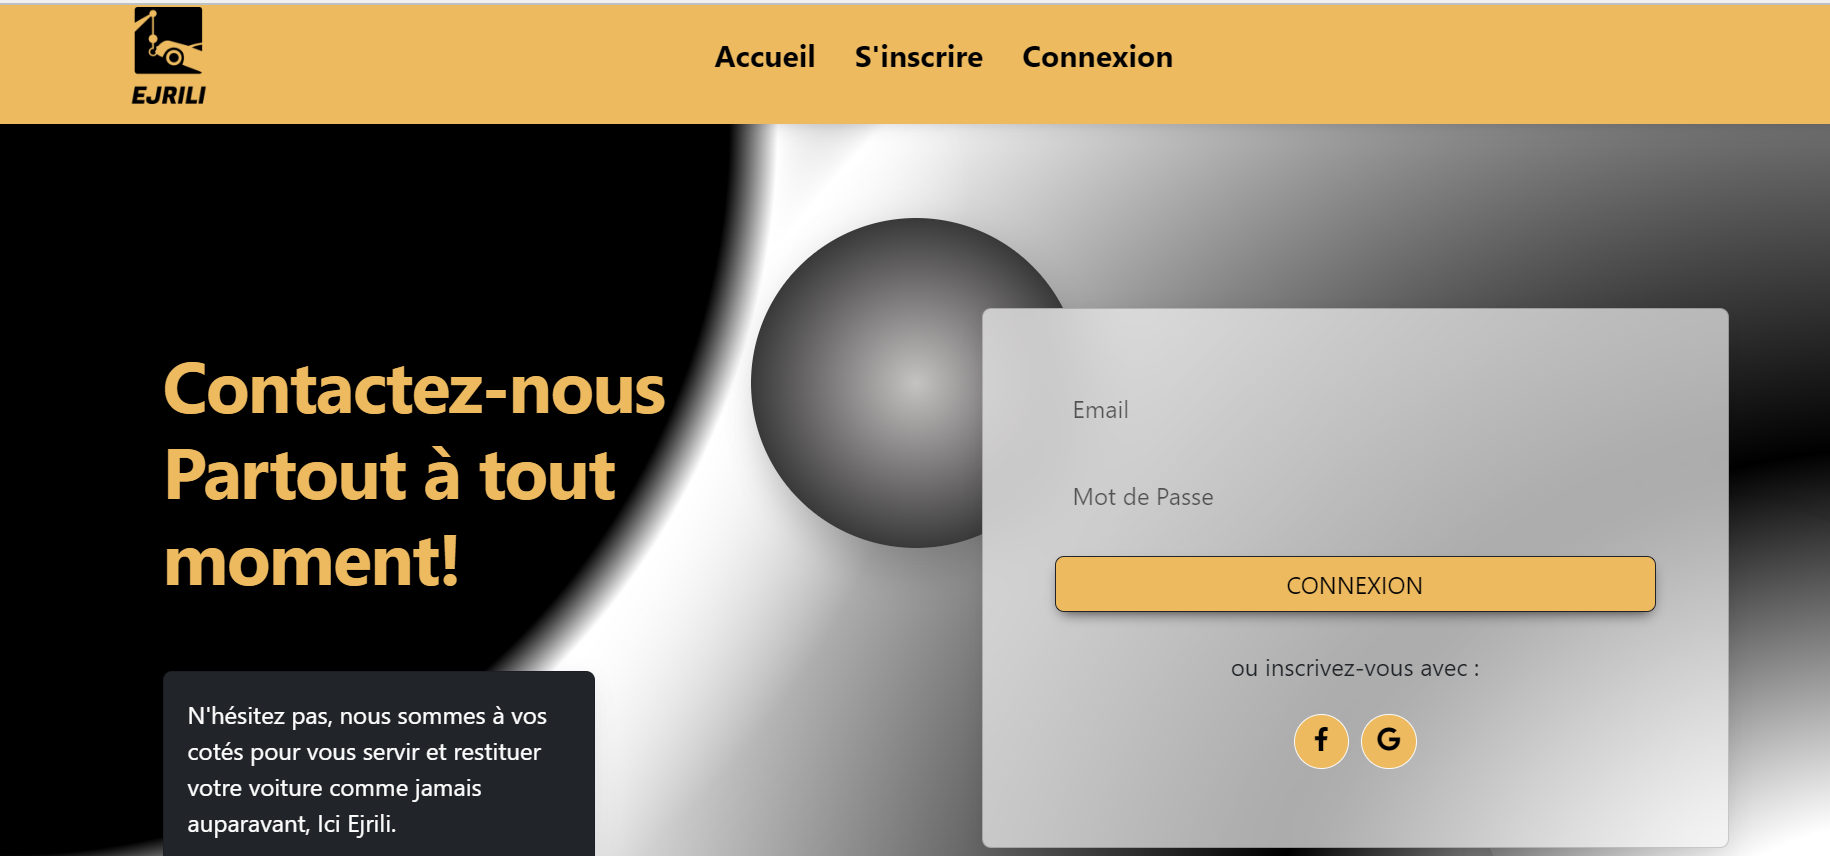 EJRILI
Accueil S'inscrire Connexion
Contactez-nous
Partout à tout
moment!
N'hésitez pas, nous sommes à vos
cotés pour vous servir et restituer
votre voiture comme jamais
auparavant, Ici Ejrili.
Email
Mot de Passe
CONNEXION
ou inscrivez-vous avec :